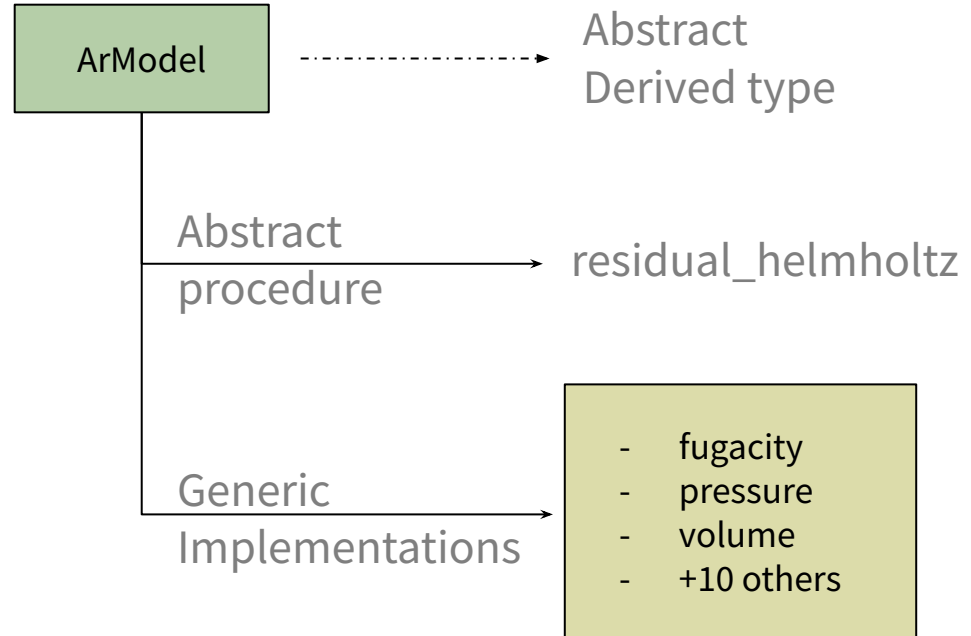 ArModel
Abstract
Derived type
Abstract
procedure
residual_helmholtz
Generic
Implementations
- fugacity
- pressure
- volume
- +10 others